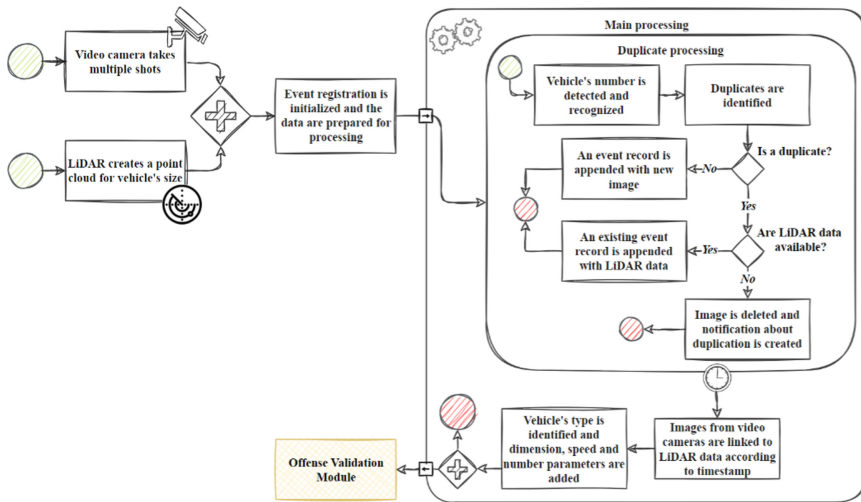 Main processing
Video camera takes
multiple shots
Duplicate processing
Vehicle's number is
detected and
recognized
Duplicates are
identified
Event registration is
initialized and the
data are prepared for
processing
Is a duplicate?
An event record is
appended with new
image
No
LiDAR creates a point
cloud for vehicle's size
Yes
Are LiDAR data
available?
An existing event
record is appended
with LiDAR data
Yes
No
Image is deleted and
notification about
duplication is created
Images from video
cameras are linked to
LiDAR data according
to timestamp
Vehicle's type is
identified and
dimension, speed and
number parameters are
added
Offense Validation
Module